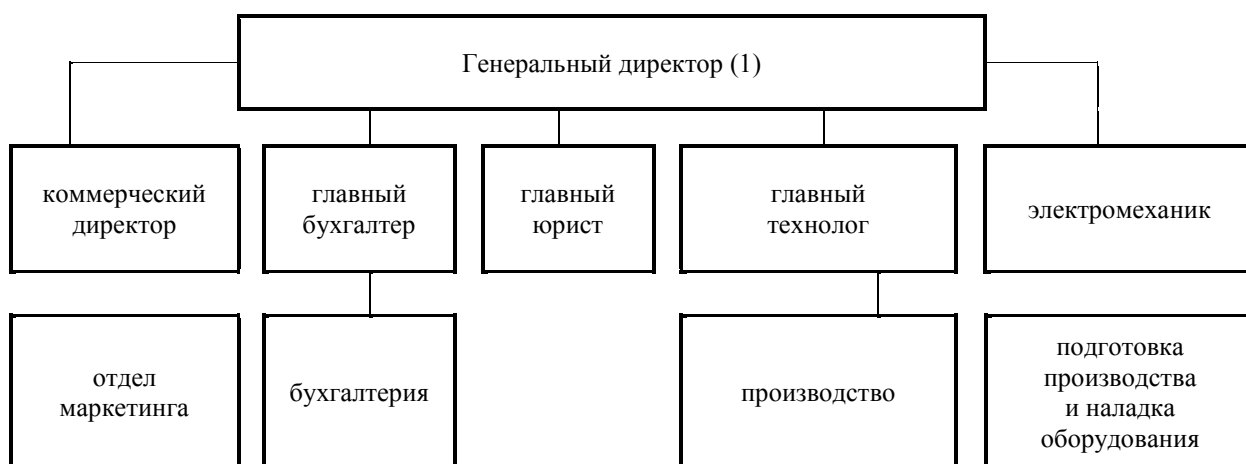 Генеральный директор (1)
коммерческий
директор
главный
бухгалтер
главный
юрист
главный
технолог
электромеханик
отдел
маркетинга
бухгалтерия
производство
подготовка
производства
и наладка
оборудования